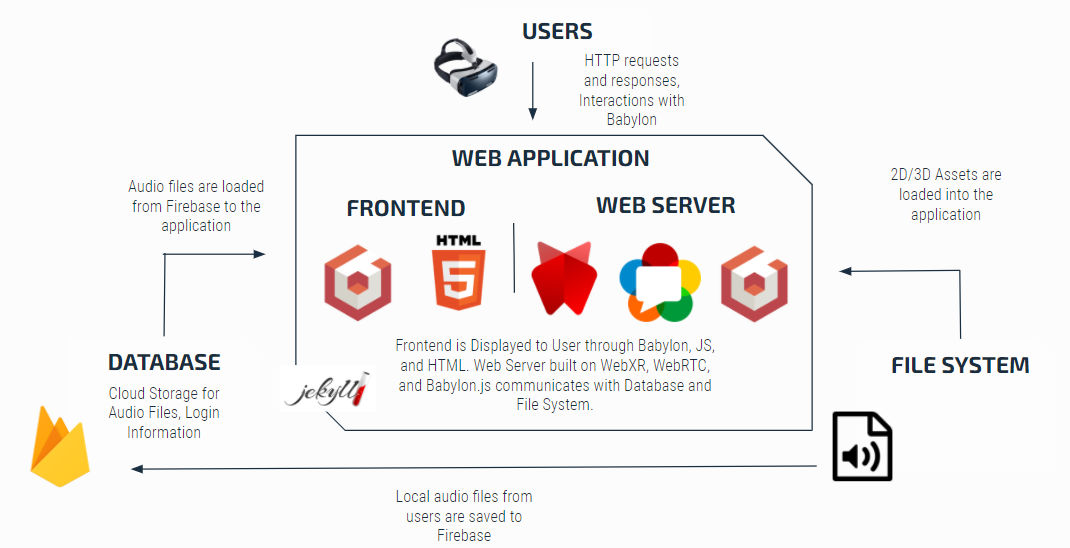 USERS
HTTP requests
and responses,
Interactions with
Babylon
WEB APPLICATION
Audio files are loaded
from Firebase to the
application
2D/3D Assets are
loaded into the
application
FRONTEND
WEB SERVER
HTML
5
Frontend is Displayed to User through Babylon, JS,
and HTML. Web Server built on WebXR, WebRTC,
and Babylon.js communicates with Database and
File System.
DATABASE
Cloud Storage for
Audio Files, Login
Information
jekyll
FILE SYSTEM
Local audio files from
users are saved to
Firebase